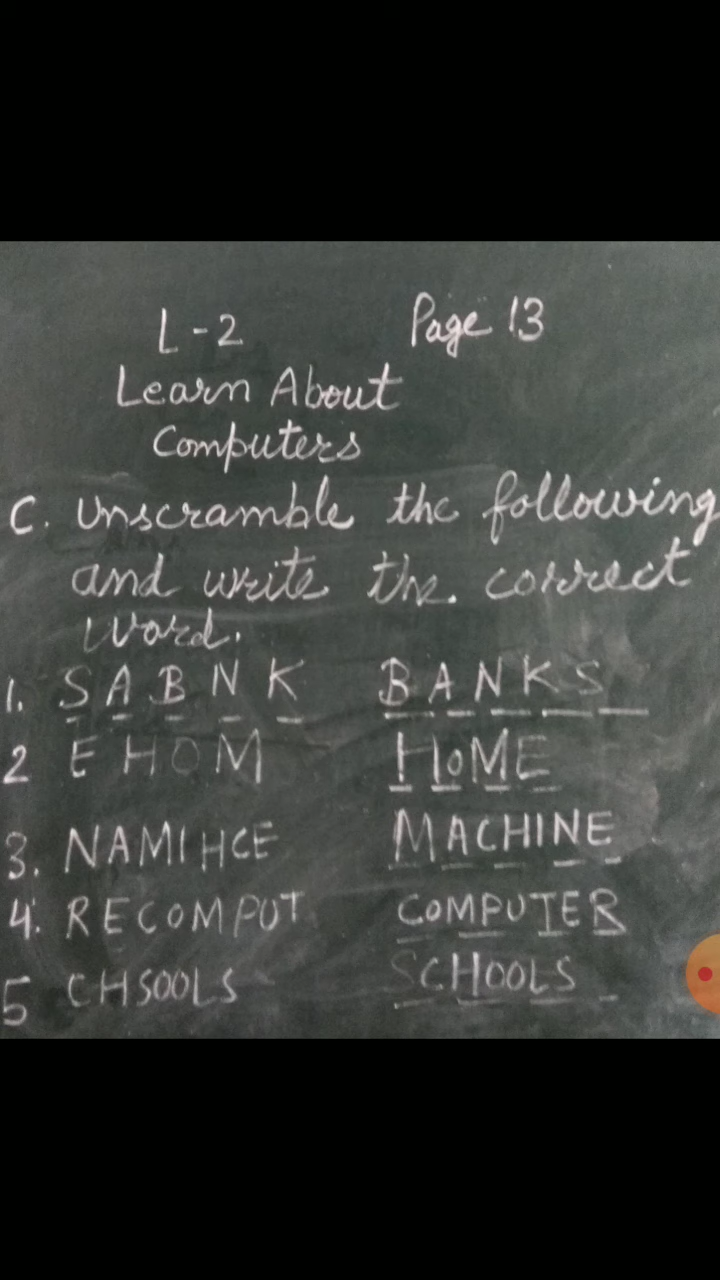 L-2 Page 13
Learn About
Computers
C. Unscramble the following
and write the correct
word.
1. SABNK BANKS
2 EHOM HOME
3. NAMIHCE MACHINE
4. RECOMPUT COMPUTER
5 CHSOOLS SCHOOLS